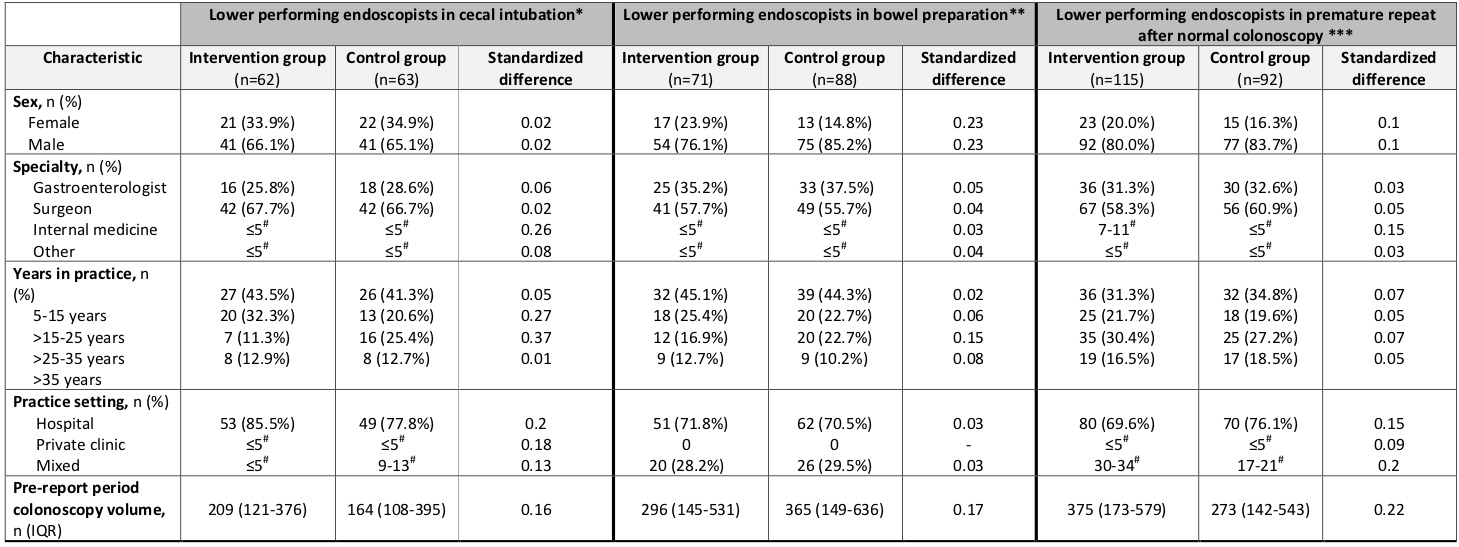 Lower performing endoscopists in cecal intubation* Lower performing endoscopists in bowel preparation** Lower performing endoscopists in premature repeat
after normal colonoscopy ***
Characteristic Intervention group Control group Standardized Intervention group Control group Standardized Intervention group Control group Standardized
(n=62) (n=63) difference (n=71) (n=88) difference (n=115) (n=92) difference
Sex, n (%)
Female 21 (33.9%) 22 (34.9%) 0.02 17 (23.9%) 13 (14.8%) 0.23 23 (20.0%) 15 (16.3%) 0.1
Male 41 (66.1%) 41 (65.1%) 0.02 54 (76.1%) 75 (85.2%) 0.23 92 (80.0%) 77 (83.7%) 0.1
Specialty, n (%)
Gastroenterologist 16 (25.8%) 18 (28.6%) 0.06 25 (35.2%) 33 (37.5%) 0.05 36 (31.3%) 30 (32.6%) 0.03
Surgeon 42 (67.7%) 42 (66.7%) 0.02 41 (57.7%) 49 (55.7%) 0.04 67 (58.3%) 56 (60.9%) 0.05
Internal medicine ≤5# ≤5# 0.26 ≤5# ≤5# 0.03 7-11# ≤5# 0.15
Other ≤5# ≤5# 0.08 ≤5# ≤5# 0.04 ≤5# ≤5# 0.03
Years in practice, n
(%) 27 (43.5%) 26 (41.3%) 0.05 32 (45.1%) 39 (44.3%) 0.02 36 (31.3%) 32 (34.8%) 0.07
5-15 years 20 (32.3%) 13 (20.6%) 0.27 18 (25.4%) 20 (22.7%) 0.06 25 (21.7%) 18 (19.6%) 0.05
>15-25 years 7 (11.3%) 16 (25.4%) 0.37 12 (16.9%) 20 (22.7%) 0.15 35 (30.4%) 25 (27.2%) 0.07
>25-35 years 8 (12.9%) 8 (12.7%) 0.01 9 (12.7%) 9 (10.2%) 0.08 19 (16.5%) 17 (18.5%) 0.05
>35 years
Practice setting, n (%)
Hospital 53 (85.5%) 49 (77.8%) 0.2 51 (71.8%) 62 (70.5%) 0.03 80 (69.6%) 70 (76.1%) 0.15
Private clinic ≤5# ≤5# 0.18 0 0 - ≤5# ≤5# 0.09
Mixed ≤5# 9-13# 0.13 20 (28.2%) 26 (29.5%) 0.03 30-34# 17-21# 0.2
Pre-report period
colonoscopy volume, 209 (121-376) 164 (108-395) 0.16 296 (145-531) 365 (149-636) 0.17 375 (173-579) 273 (142-543) 0.22
n (IQR)